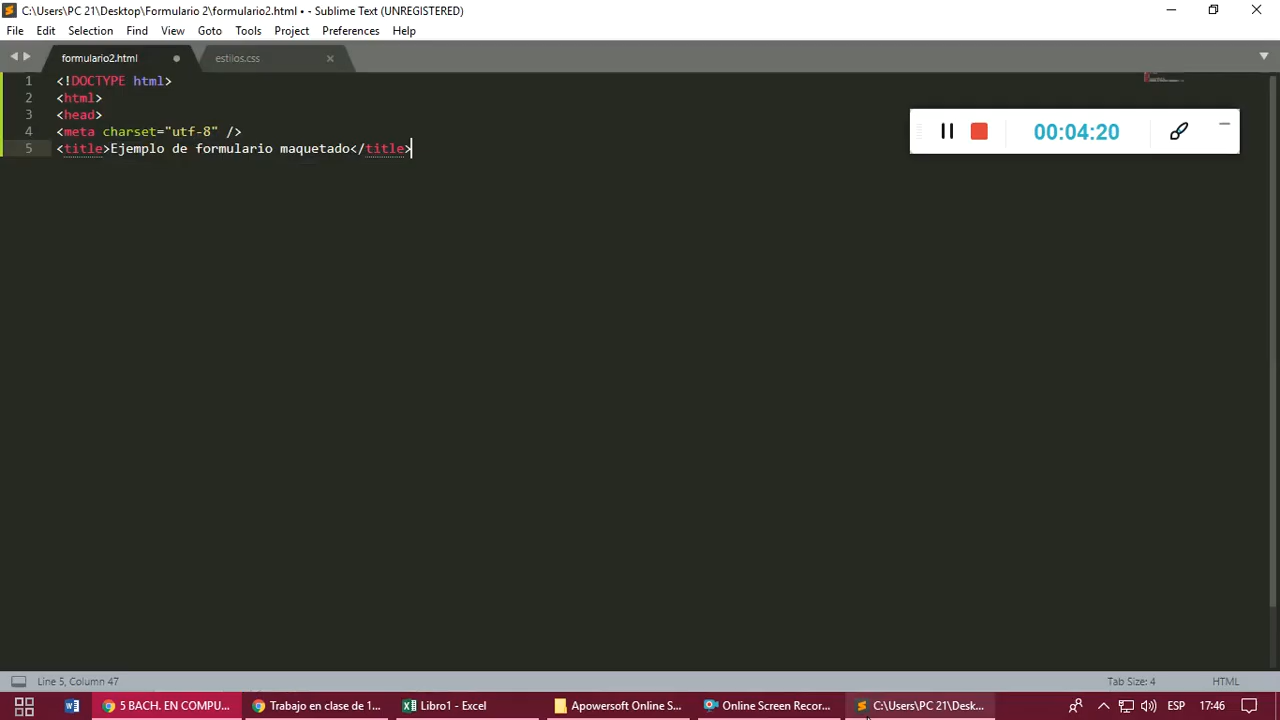 C:\Users\PC 21\Desktop\Formulario 2\formulario2.html • - Sublime Text (UNREGISTERED)
File Edit Selection Find View Goto Tools Project Preferences Help
formulario2.html estilos.css
1 <!DOCTYPE html>
2 <html>
3 <head>
4 <meta charset="utf-8" />
5 <title>Ejemplo de formulario maquetado</title>
00:04:20
Line 5, Column 47 Tab Size: 4 HTML
5 BACH. EN COMPU... Trabajo en clase de 1... Libro1 - Excel Apowersoft Online S... Online Screen Recor... C:\Users\PC 21\Desk... ESP 17:46